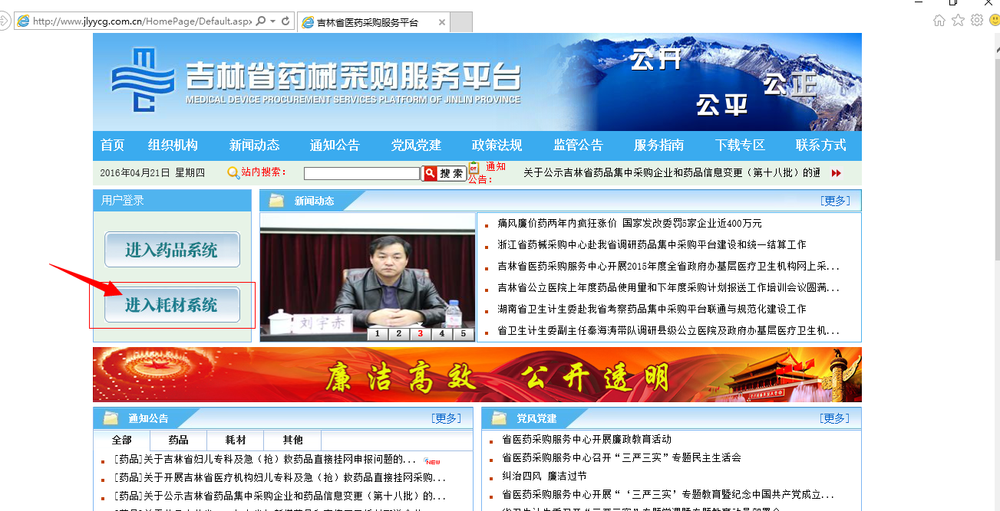 http://www.jlyycg.com.cn/HomePage/Default.asp
吉林省医药采购服务平台
吉林省药械采购服务平台
MEDICAL DEVICE PROCUREMENT SERVICES PLATFORM OF JINLIN PROVINCE
公开
公正
公平
首页 组织机构 新闻动态 通知公告 党风党建 政策法规 监管公告 服务指南 下载专区 联系方式
2016年04月21日 星期四 站内搜索： 搜索 通知公告： 关于公示吉林省药品集中采购企业和药品信息变更（第十八批）的通
用户登录
进入药品系统
进入耗材系统
新闻动态 [更多]
刘宇赤
1 2 3 4 5
痛风廉价药两年内疯狂涨价 国家发改委罚5家企业近400万元
浙江省药械采购中心赴我省调研药品集中采购平台建设和统一结算工作
吉林省医药采购服务中心开展2015年度全省政府办基层医疗卫生机构网上采...
吉林省公立医院上年度药品使用量和下年度采购计划报送工作培训会议圆满...
湖南省卫生计生委赴我省考察药品集中采购平台联通与规范化建设工作
省卫生计生委副主任秦海涛带队调研县级公立医院及政府办基层医疗卫生机...
廉洁高效 公开透明
通知公告 [更多]
全部 药品 耗材 其他
[药品]关于吉林省妇儿专科及急（抢）救药品直接挂网申报问题的... NEW
[药品]关于开展吉林省医疗机构妇儿专科及急（抢）救药品直接挂网采购...
[药品]关于公示吉林省药品集中采购企业和药品信息变更（第十八批）的...
党风党建 [更多]
省医药采购服务中心开展廉政教育活动
省医药采购服务中心召开“三严三实”专题民主生活会
纠治四风 廉洁过节
省医药采购服务中心开展“‘三严三实’专题教育暨纪念中国共产党成立...